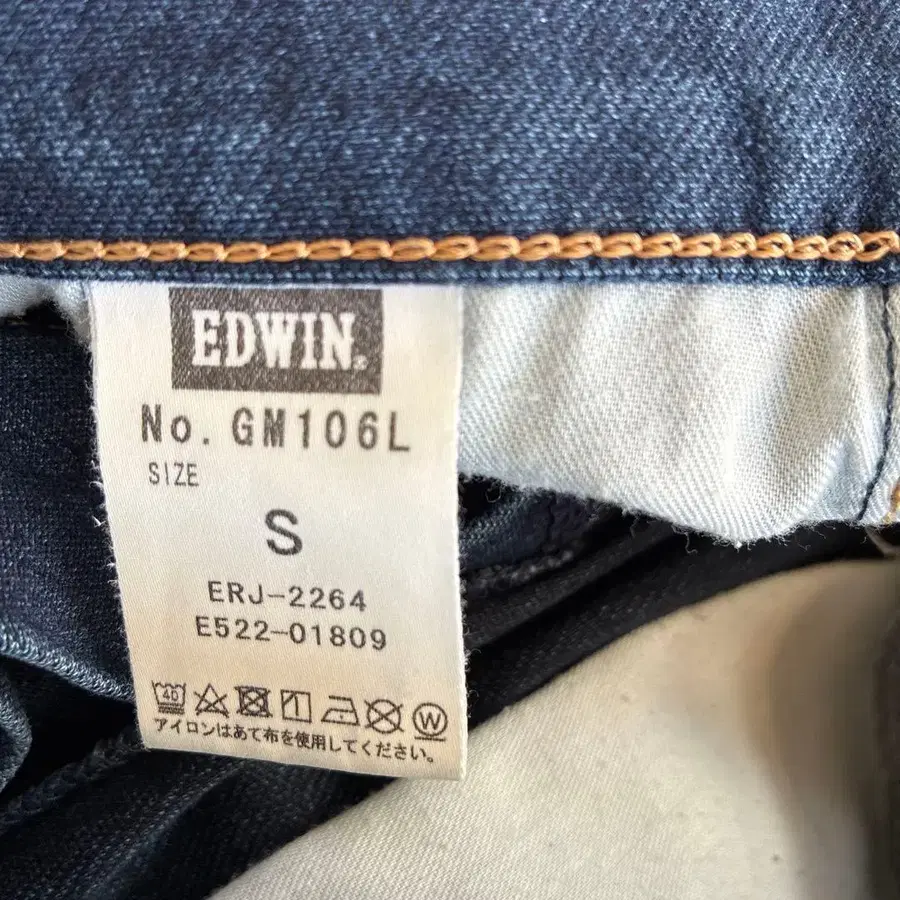 EDWIN®
No. GM106L
SIZE
S
ERJ-2264
E522-01809
40 W
アイロンはあて布を使用してください。